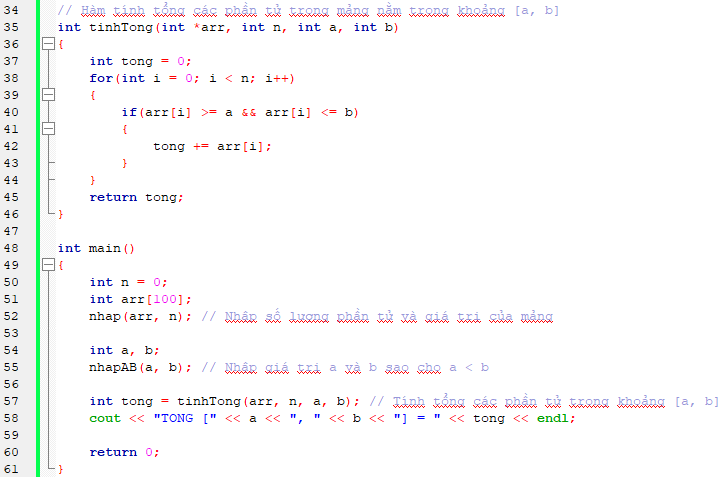 34 // Hàm tính tổng các phần tử trong mảng nằm trong khoảng [a, b]
35 int tinhTong(int *arr, int n, int a, int b)
36 {
37 int tong = 0;
38 for(int i = 0; i < n; i++)
39 {
40 if(arr[i] >= a && arr[i] <= b)
41 {
42 tong += arr[i];
43 }
44 }
45 return tong;
46 }
47
48 int main()
49 {
50 int n = 0;
51 int arr[100];
52 nhap(arr, n); // Nhập số lượng phần tử và giá trị của mảng
53
54 int a, b;
55 nhapAB(a, b); // Nhập giá trị a và b sao cho a < b
56
57 int tong = tinhTong(arr, n, a, b); // Tính tổng các phần tử trong khoảng [a, b]
58 cout << "TONG [" << a << ", " << b << "] = " << tong << endl;
59
60 return 0;
61 }